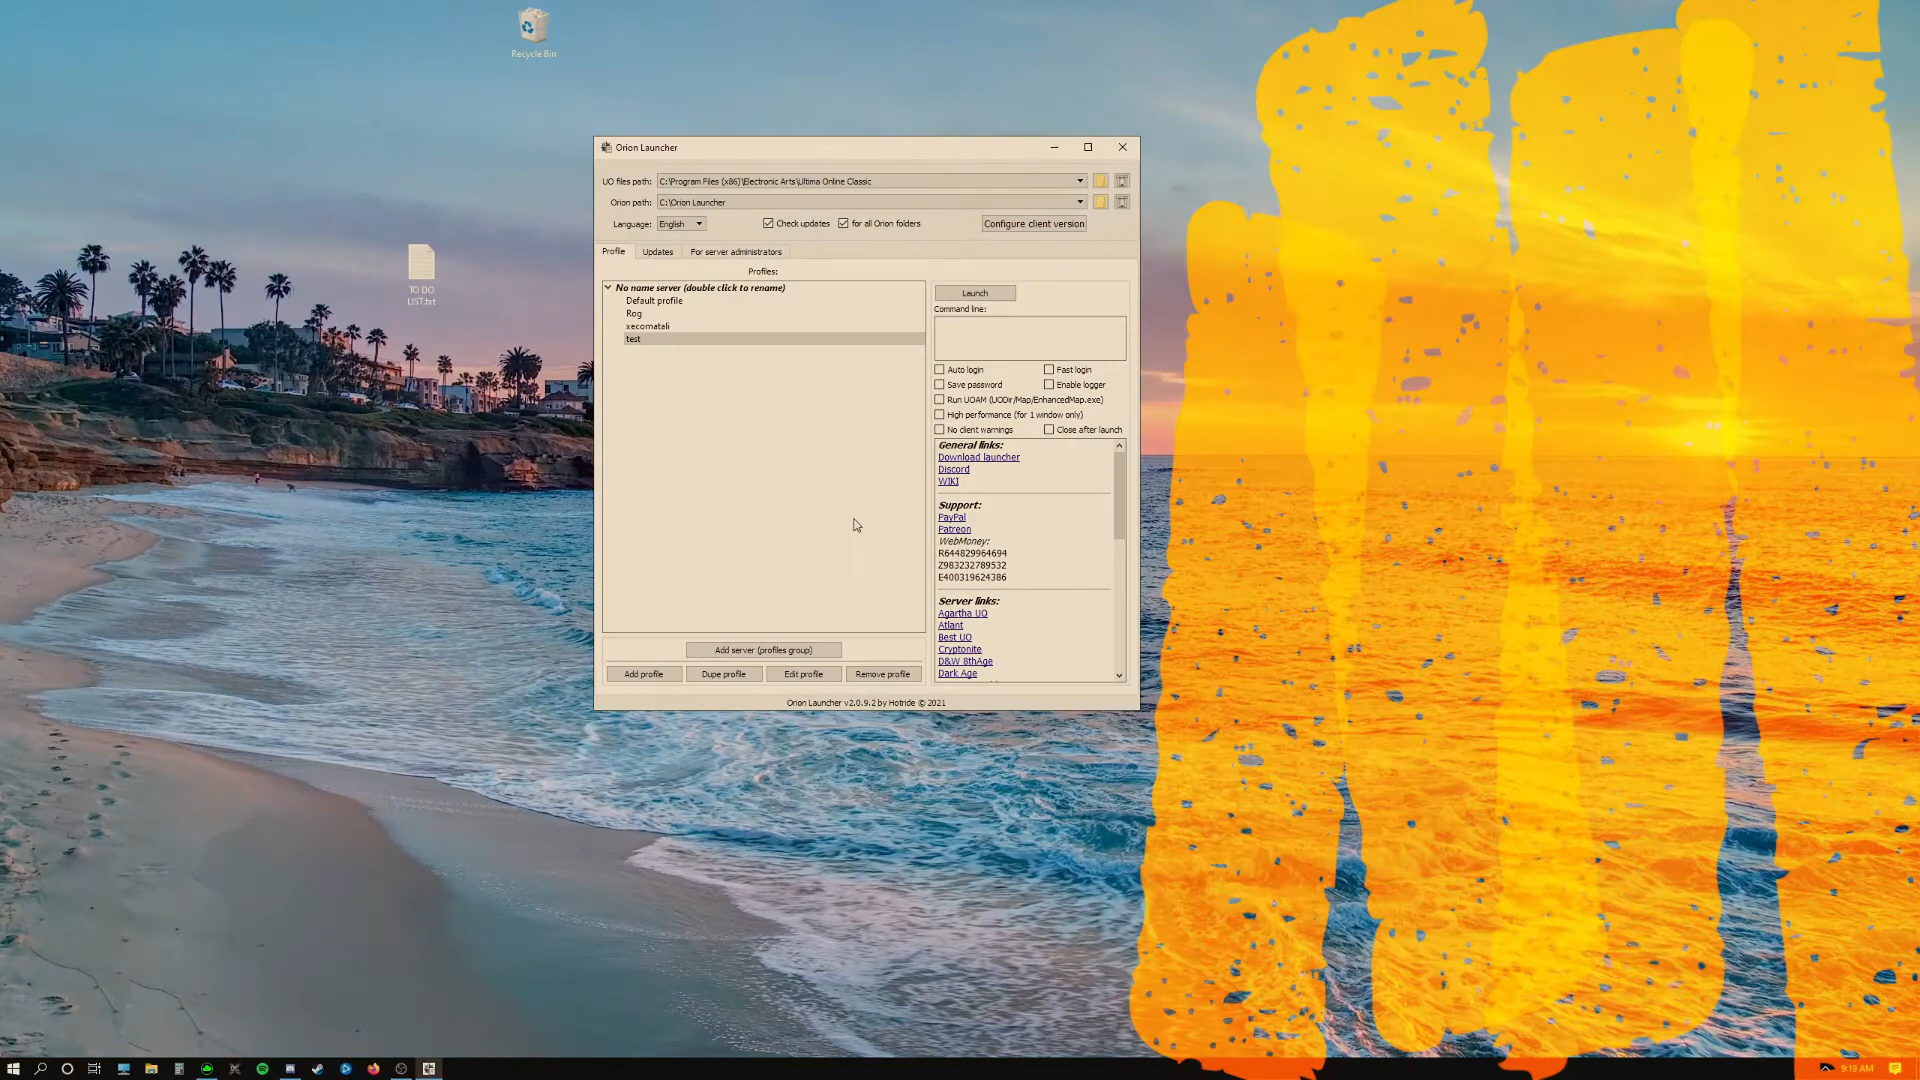 Recycle Bin
TO DO
LIST.txt
Orion Launcher
UO files path: C:\Program Files (x86)\Electronic Arts\Ultima Online Classic
Orion path: C:\Orion Launcher
Language: English Check updates for all Orion folders Configure client version
Profile Updates For server administrators
Profiles:
No name server (double click to rename)
Default profile
Rog
xecomatali
test
Add server (profiles group)
Add profile Dupe profile Edit profile Remove profile
Launch
Command line:
Auto login Fast login
Save password Enable logger
Run UOAM (UODir/Map/EnhancedMap.exe)
High performance (for 1 window only)
No client warnings Close after launch
General links:
Download launcher
Discord
WIKI
Support:
PayPal
Patreon
WebMoney:
R644829964694
Z983232789532
E400319624386
Server links:
Agartha UO
Atlant
Best UO
Cryptonite
D&W 8thAge
Dark Age
Orion Launcher v2.0.9.2 by Hotride © 2021
9:19 AM